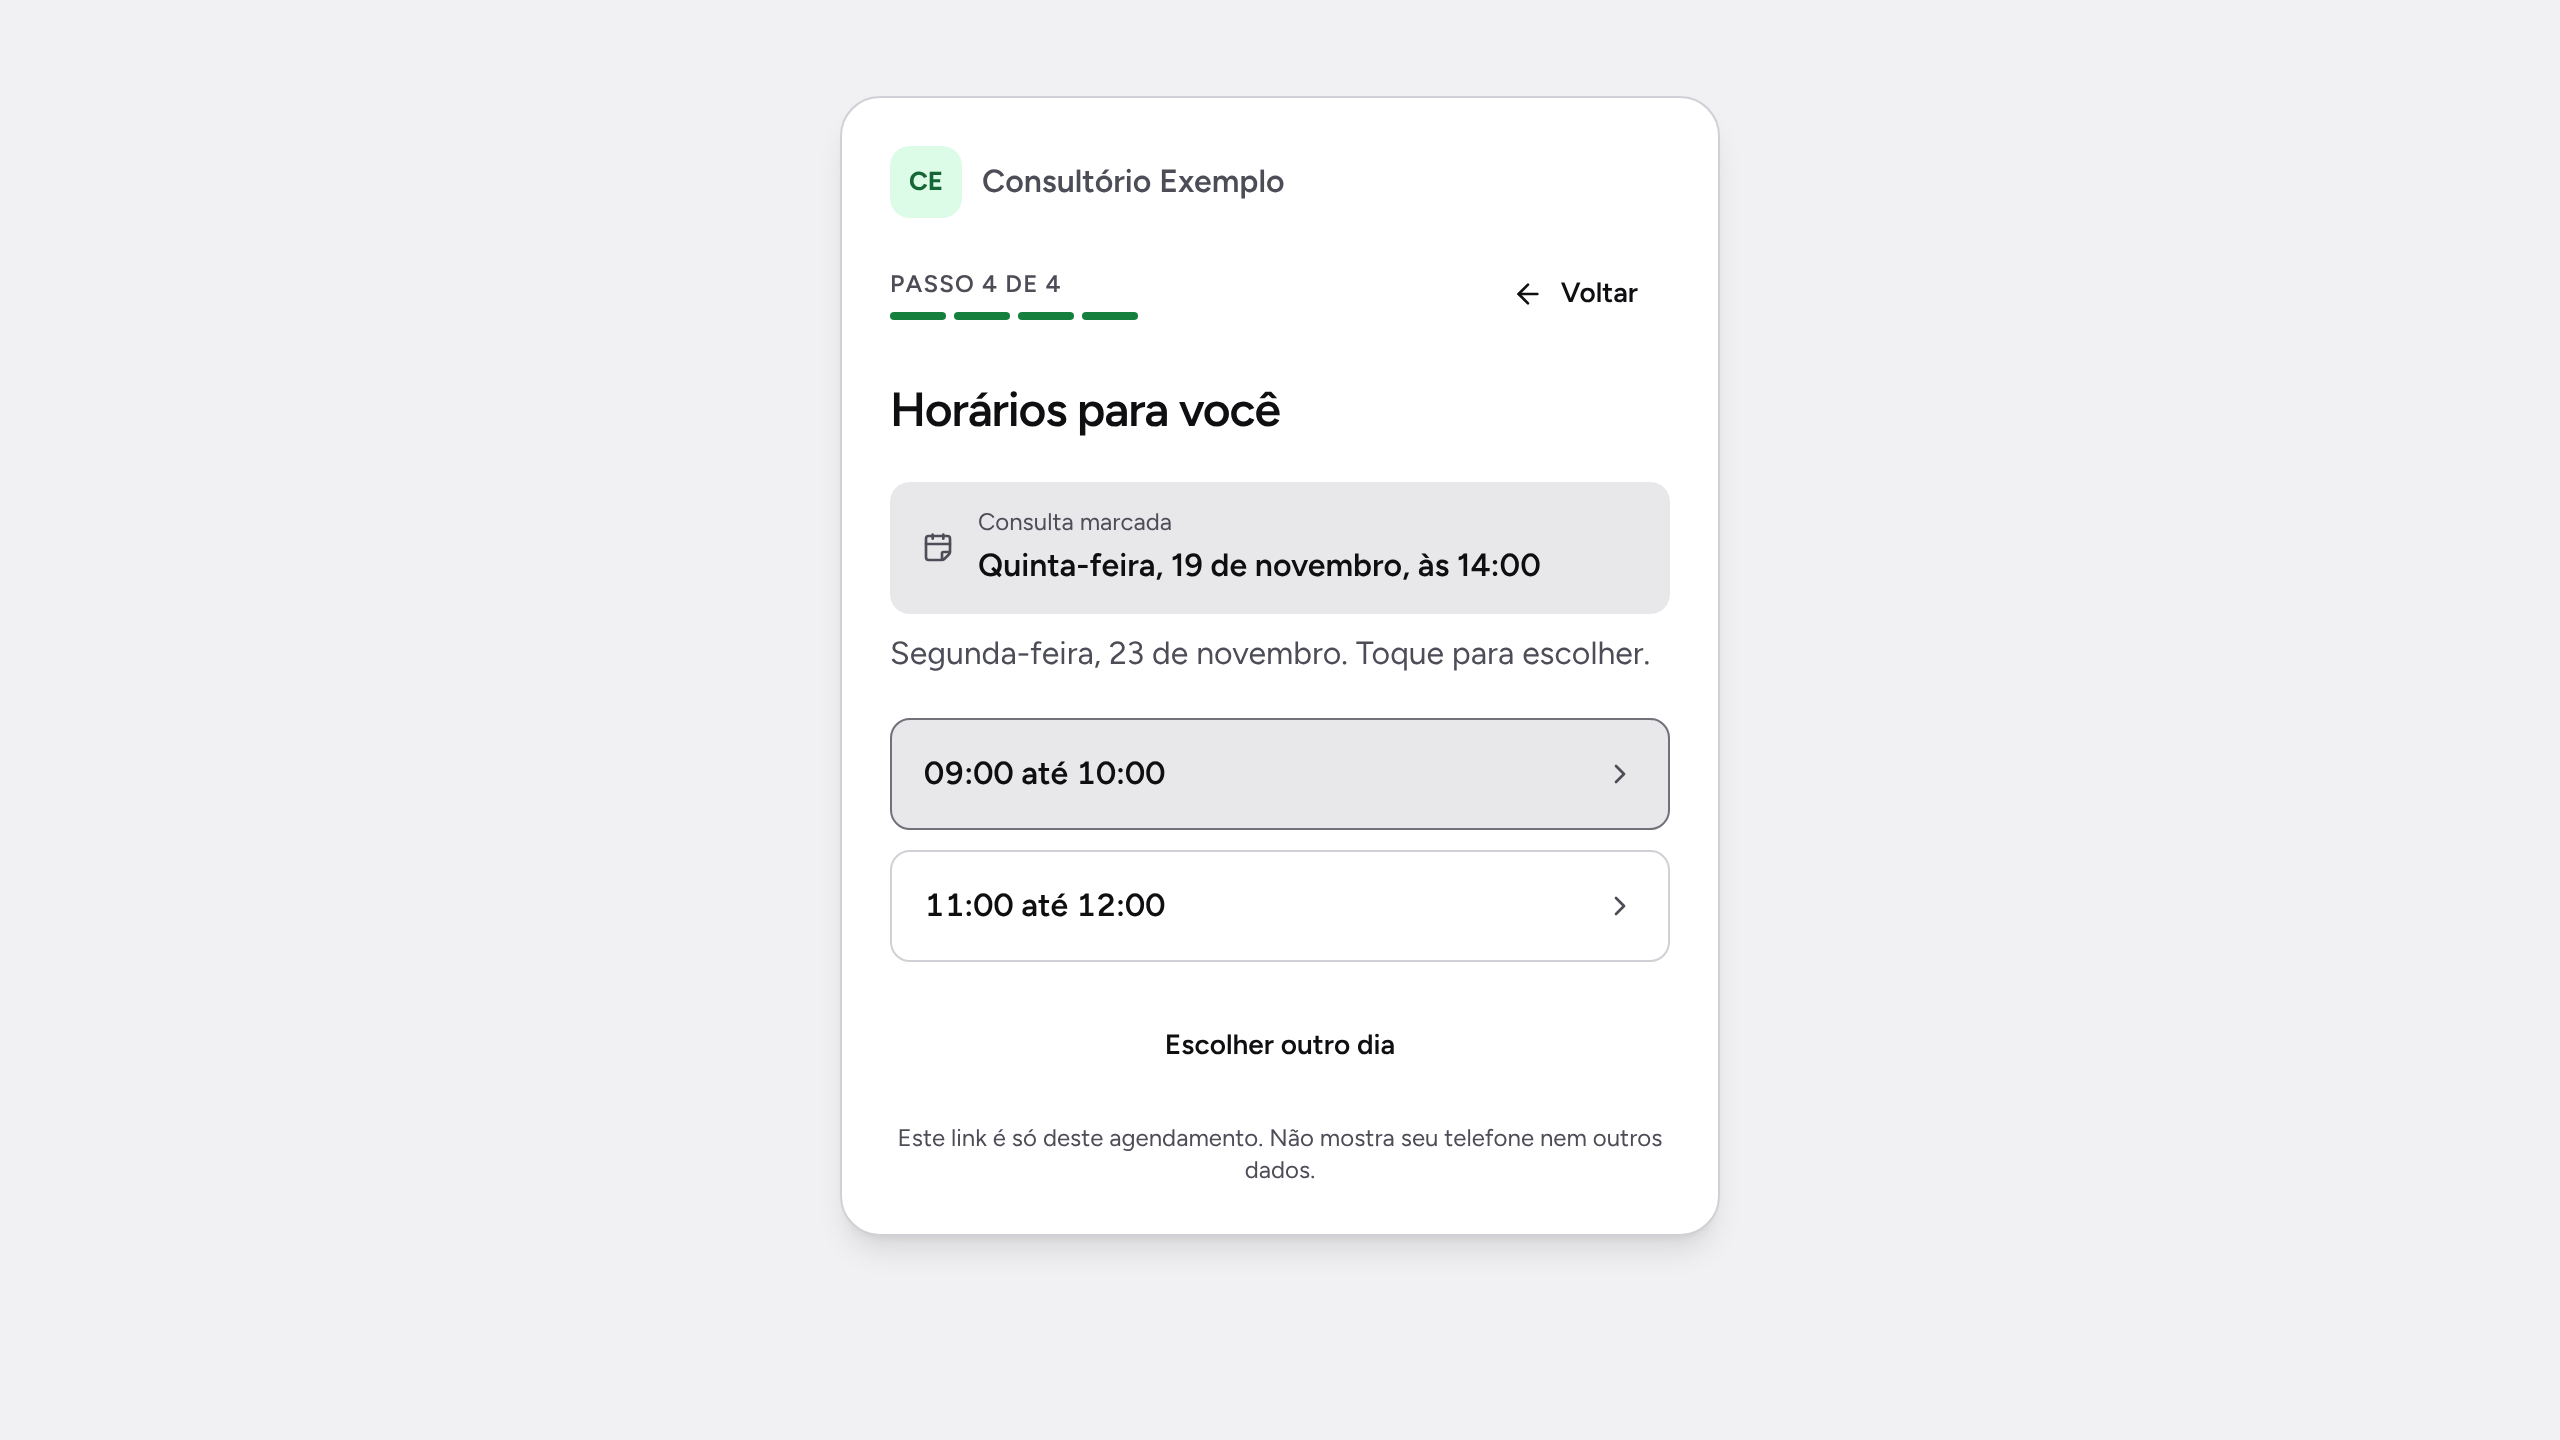 CE
Consultório Exemplo
PASSO 4 DE 4
Voltar
Horários para você
Consulta marcada
Quinta-feira, 19 de novembro, às 14:00
Segunda-feira, 23 de novembro. Toque para escolher.
09:00 até 10:00
11:00 até 12:00
Escolher outro dia
Este link é só deste agendamento. Não mostra seu telefone nem outros
dados.